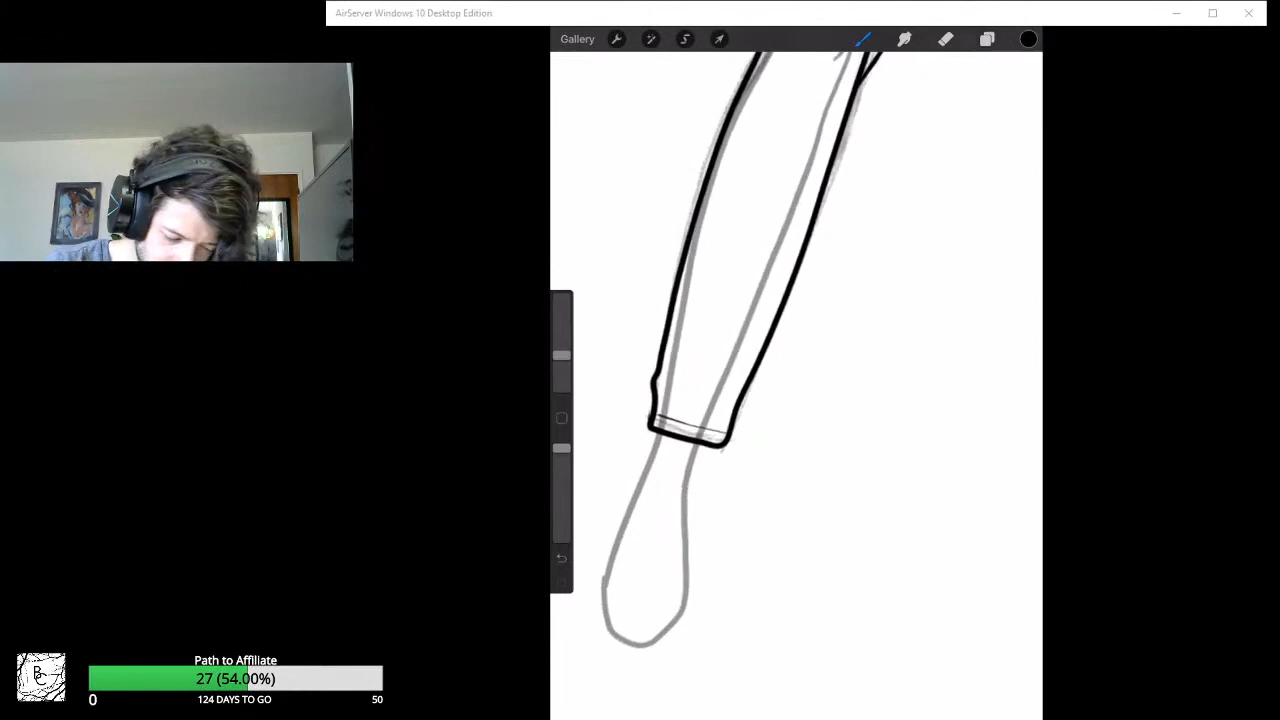 AirServer Windows 10 Desktop Edition
Gallery
Path to Affiliate
27 (54.00%)
0
124 DAYS TO GO
50